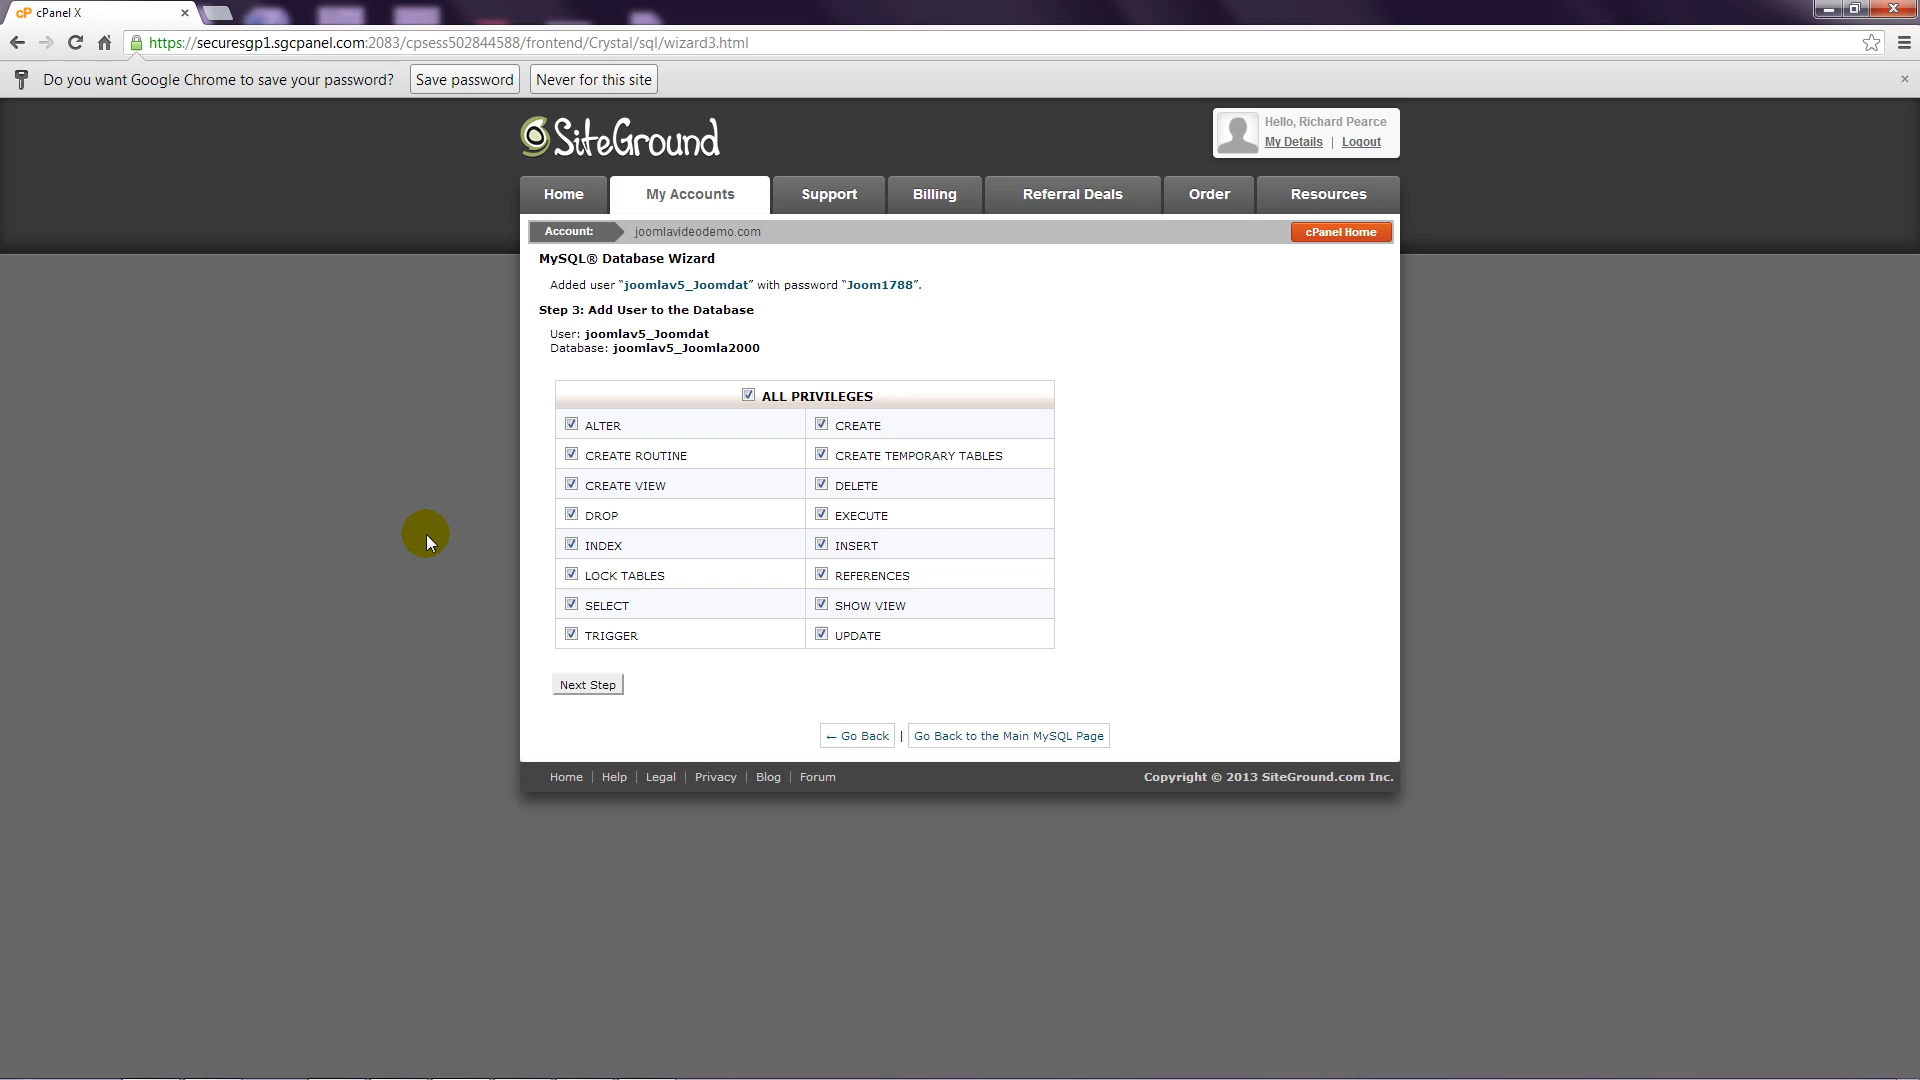 cPanel X
https://securesgp1.sgcpanel.com:2083/cpsess502844588/frontend/Crystal/sql/wizard3.html
Do you want Google Chrome to save your password? Save password Never for this site
SiteGround
Hello, Richard Pearce
My Details | Logout
Home My Accounts Support Billing Referral Deals Order Resources
Account: joomlavideodemo.com cPanel Home
MySQL® Database Wizard
Added user “joomlav5_Joomdat” with password “Joom1788”.
Step 3: Add User to the Database
User: joomlav5_Joomdat
Database: joomlav5_Joomla2000
ALL PRIVILEGES
ALTER CREATE
CREATE ROUTINE CREATE TEMPORARY TABLES
CREATE VIEW DELETE
DROP EXECUTE
INDEX INSERT
LOCK TABLES REFERENCES
SELECT SHOW VIEW
TRIGGER UPDATE
Next Step
← Go Back | Go Back to the Main MySQL Page
Home | Help | Legal | Privacy | Blog | Forum Copyright © 2013 SiteGround.com Inc.